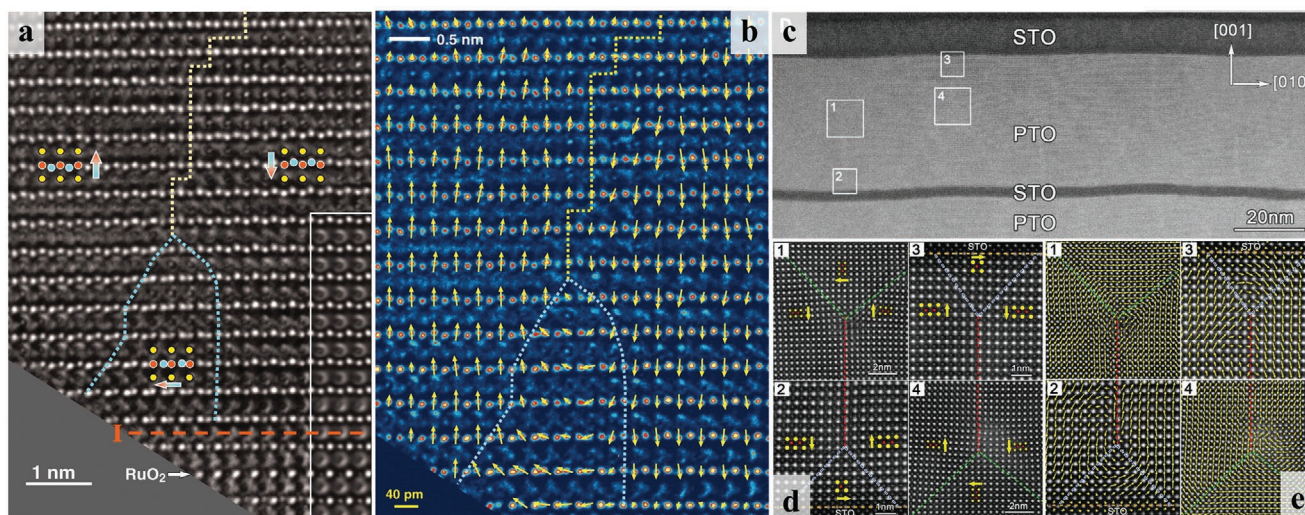 a
I
RuO₂
1 nm
b
0.5 nm
40 pm
c
STO
[001]
[010]
3
1
4
PTO
2
STO
PTO
20nm
1
2nm
3
STO
1nm
2
STO
1nm
4
2nm
d
1
3
STO
2
STO
4
e